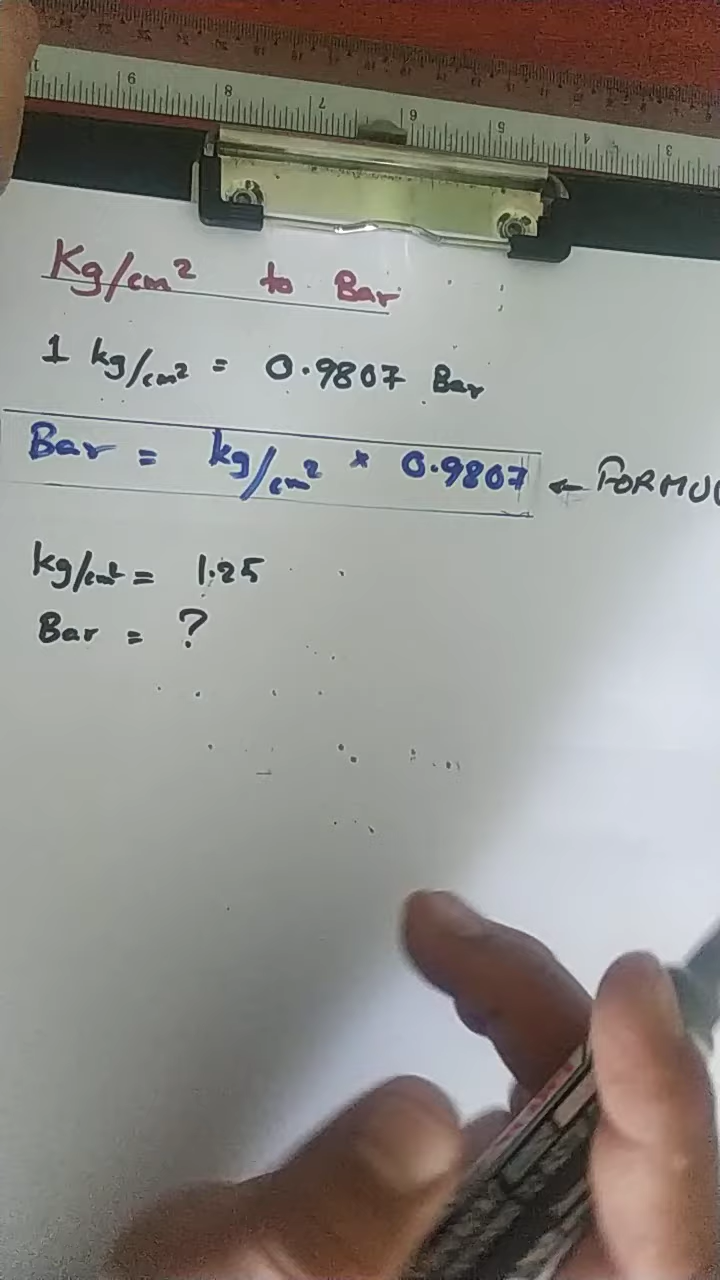 Kg/cm² to Bar
1 kg/cm² = 0.9807 Bar
Bar = kg/cm² × 0.9807 ← FORMU
kg/cm² = 1.25
Bar = ?